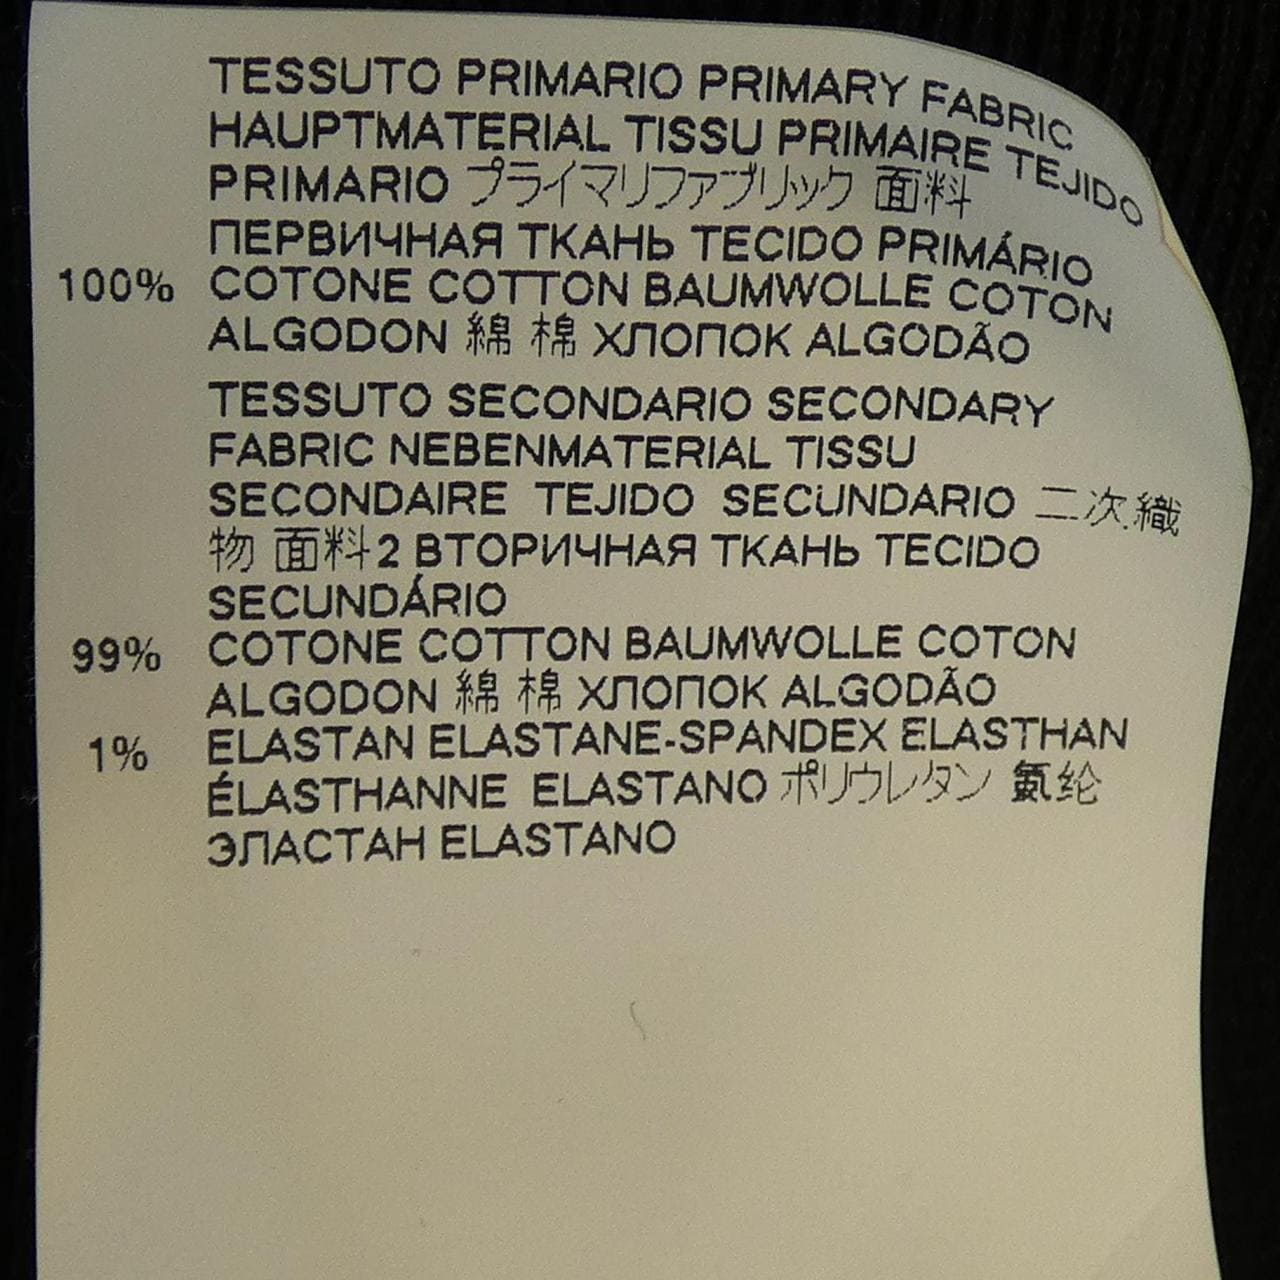 TESSUTO PRIMARIO PRIMARY FABRIC
HAUPTMATERIAL TISSU PRIMAIRE TEJIDO
PRIMARIO プライマリファブリック 面料
ПЕРВИЧНАЯ ТКАНЬ TECIDO PRIMÁRIO
100% COTONE COTTON BAUMWOLLE COTON
ALGODON 綿 棉 ХЛОПОК ALGODÃO
TESSUTO SECONDARIO SECONDARY
FABRIC NEBENMATERIAL TISSU
SECONDAIRE TEJIDO SECUNDARIO 二次織
物 面料2 ВТОРИЧНАЯ ТКАНЬ TECIDO
SECUNDÁRIO
99% COTONE COTTON BAUMWOLLE COTON
ALGODON 綿 棉 ХЛОПОК ALGODÃO
1% ELASTAN ELASTANE-SPANDEX ELASTHAN
ÉLASTHANNE ELASTANO ポリウレタン 氨纶
ЭЛАСТАН ELASTANO